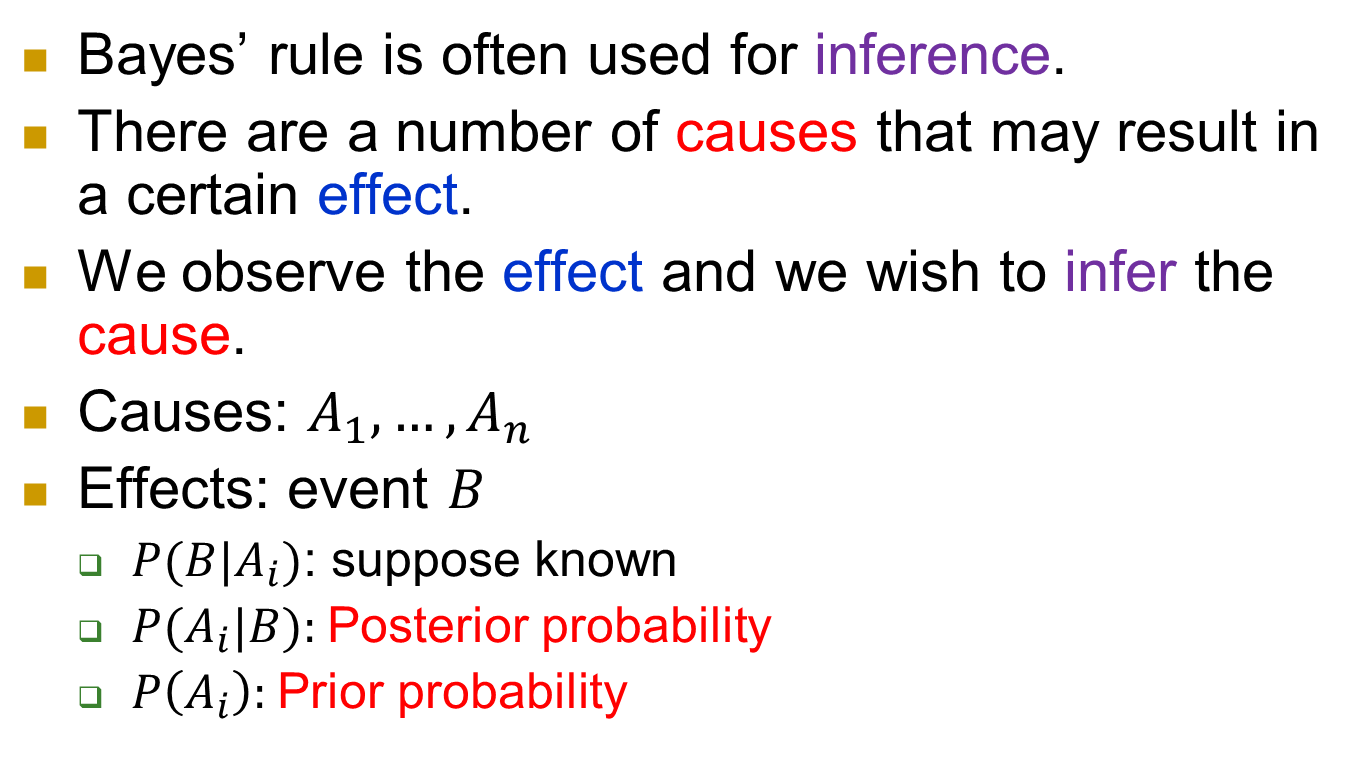 Bayes’ rule is often used for inference.
There are a number of causes that may result in
a certain effect.
We observe the effect and we wish to infer the
cause.
Causes: 𝐴₁, … , 𝐴ₙ
Effects: event 𝐵
𝑃(𝐵|𝐴ᵢ): suppose known
𝑃(𝐴ᵢ|𝐵): Posterior probability
𝑃(𝐴ᵢ): Prior probability